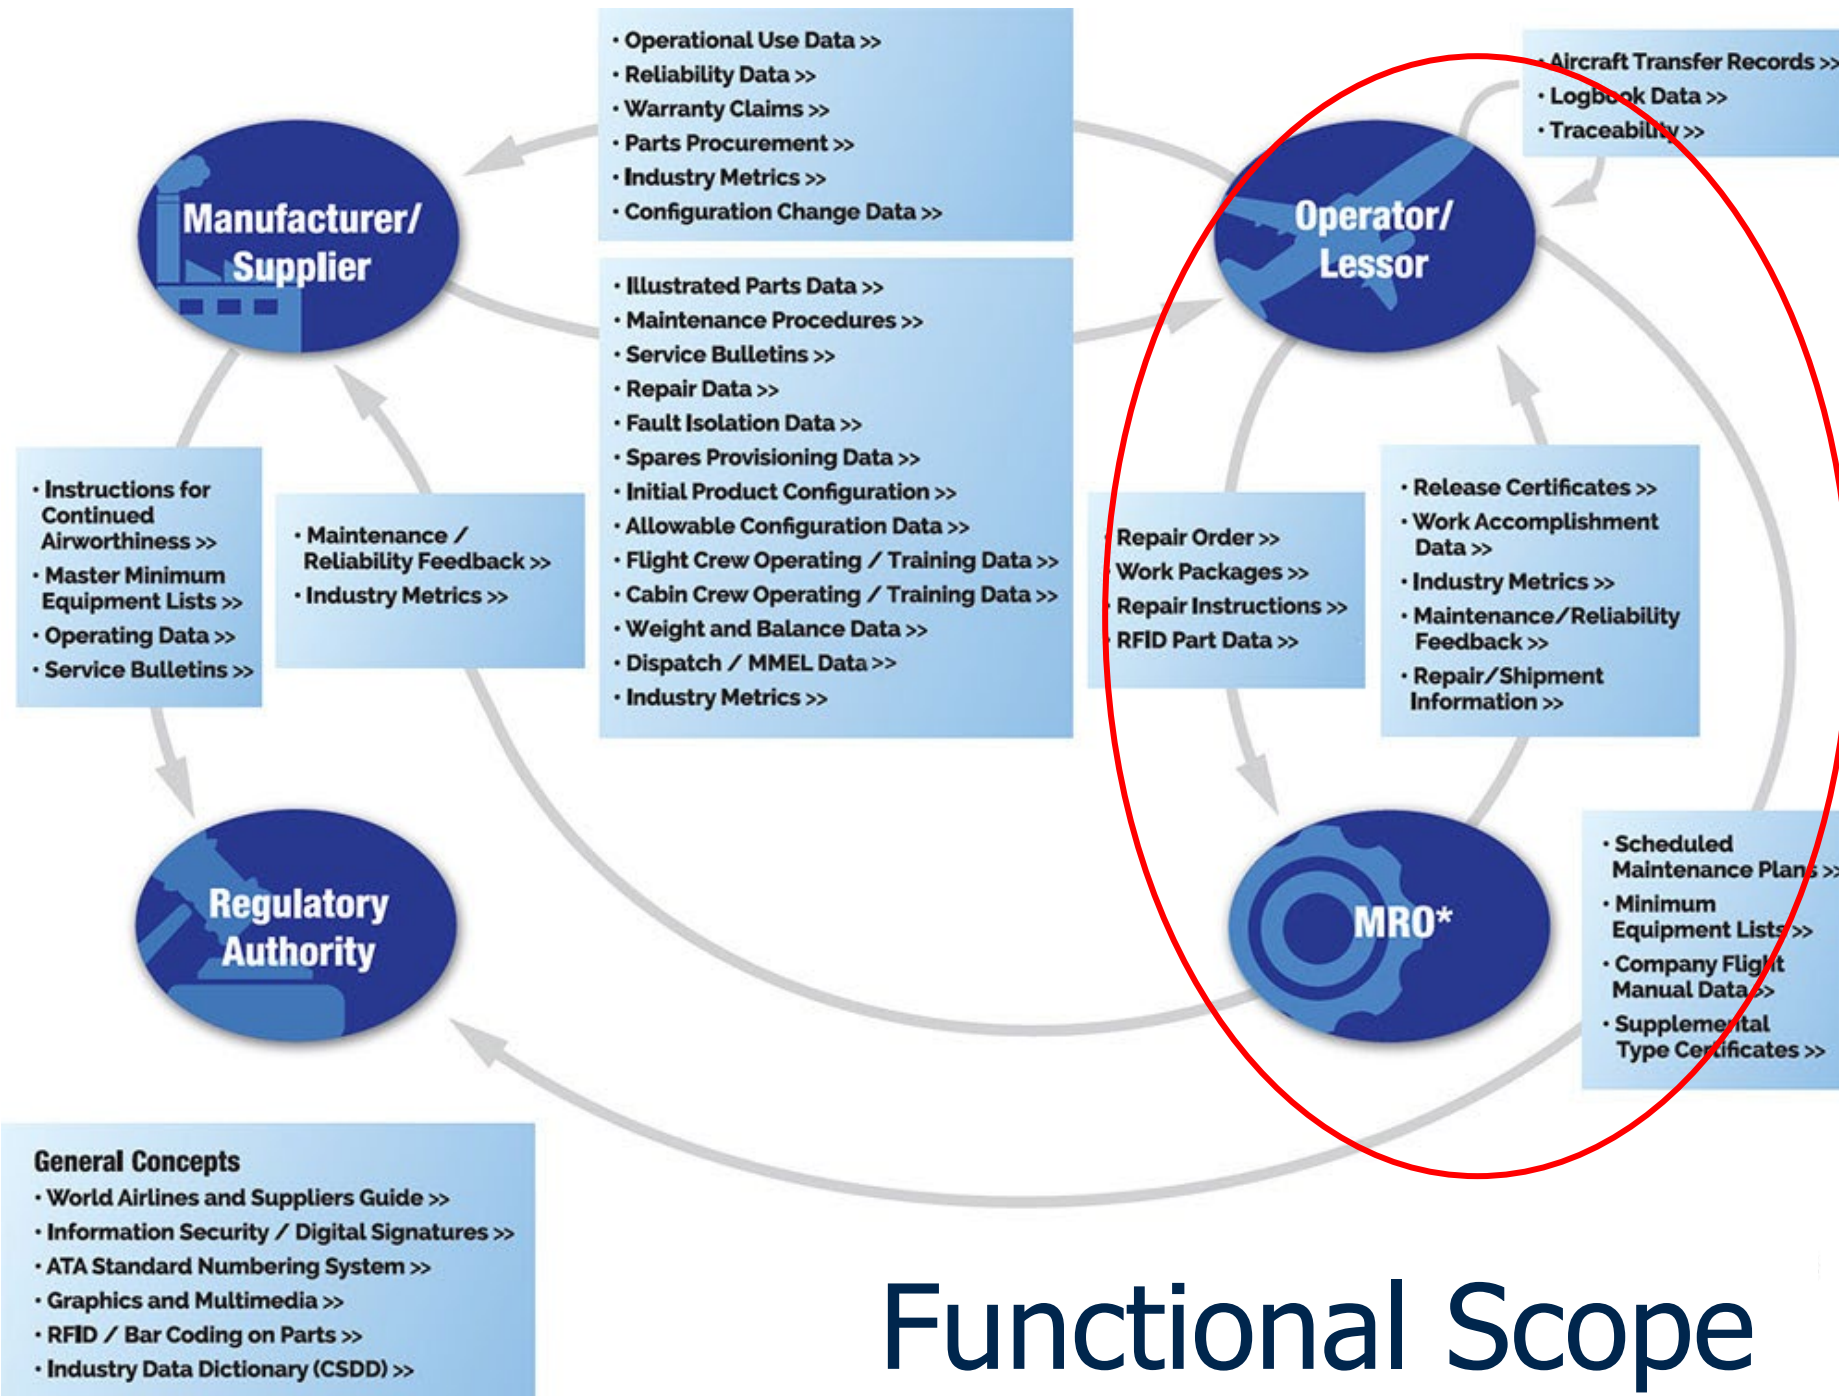 • Operational Use Data >>
• Reliability Data >>
• Warranty Claims >>
• Parts Procurement >>
• Industry Metrics >>
• Configuration Change Data >>
• Aircraft Transfer Records >>
• Logbook Data >>
• Traceability >>
Manufacturer/
Supplier
Operator/
Lessor
• Illustrated Parts Data >>
• Maintenance Procedures >>
• Service Bulletins >>
• Repair Data >>
• Fault Isolation Data >>
• Spares Provisioning Data >>
• Initial Product Configuration >>
• Allowable Configuration Data >>
• Flight Crew Operating / Training Data >>
• Cabin Crew Operating / Training Data >>
• Weight and Balance Data >>
• Dispatch / MMEL Data >>
• Industry Metrics >>
• Instructions for
Continued
Airworthiness >>
• Master Minimum
Equipment Lists >>
• Operating Data >>
• Service Bulletins >>
• Maintenance /
Reliability Feedback >>
• Industry Metrics >>
• Repair Order >>
• Work Packages >>
• Repair Instructions >>
• RFID Part Data >>
• Release Certificates >>
• Work Accomplishment
Data >>
• Industry Metrics >>
• Maintenance/Reliability
Feedback >>
• Repair/Shipment
Information >>
Regulatory
Authority
MRO*
• Scheduled
Maintenance Plans >>
• Minimum
Equipment Lists >>
• Company Flight
Manual Data >>
• Supplemental
Type Certificates >>
General Concepts
• World Airlines and Suppliers Guide >>
• Information Security / Digital Signatures >>
• ATA Standard Numbering System >>
• Graphics and Multimedia >>
• RFID / Bar Coding on Parts >>
• Industry Data Dictionary (CSDD) >>
Functional Scope